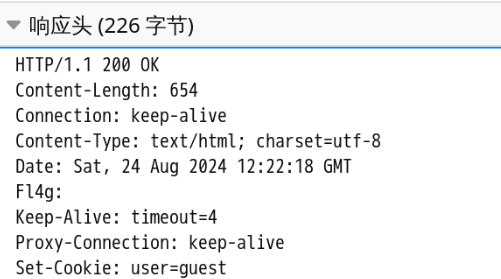 响应头 (226 字节)
HTTP/1.1 200 OK
Content-Length: 654
Connection: keep-alive
Content-Type: text/html; charset=utf-8
Date: Sat, 24 Aug 2024 12:22:18 GMT
Fl4g:
Keep-Alive: timeout=4
Proxy-Connection: keep-alive
Set-Cookie: user=guest